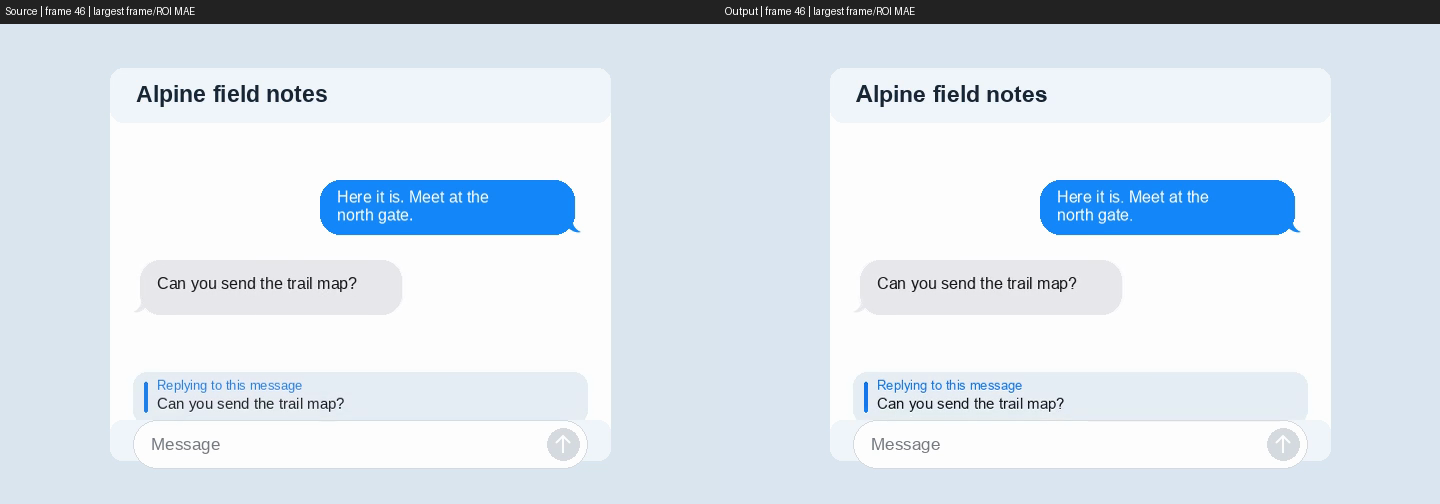 Source | frame 46 | largest frame/ROI MAE
Alpine field notes
Here it is. Meet at the
north gate.
Can you send the trail map?
Replying to this message
Can you send the trail map?
Message
Output | frame 46 | largest frame/ROI MAE
Alpine field notes
Here it is. Meet at the
north gate.
Can you send the trail map?
Replying to this message
Can you send the trail map?
Message